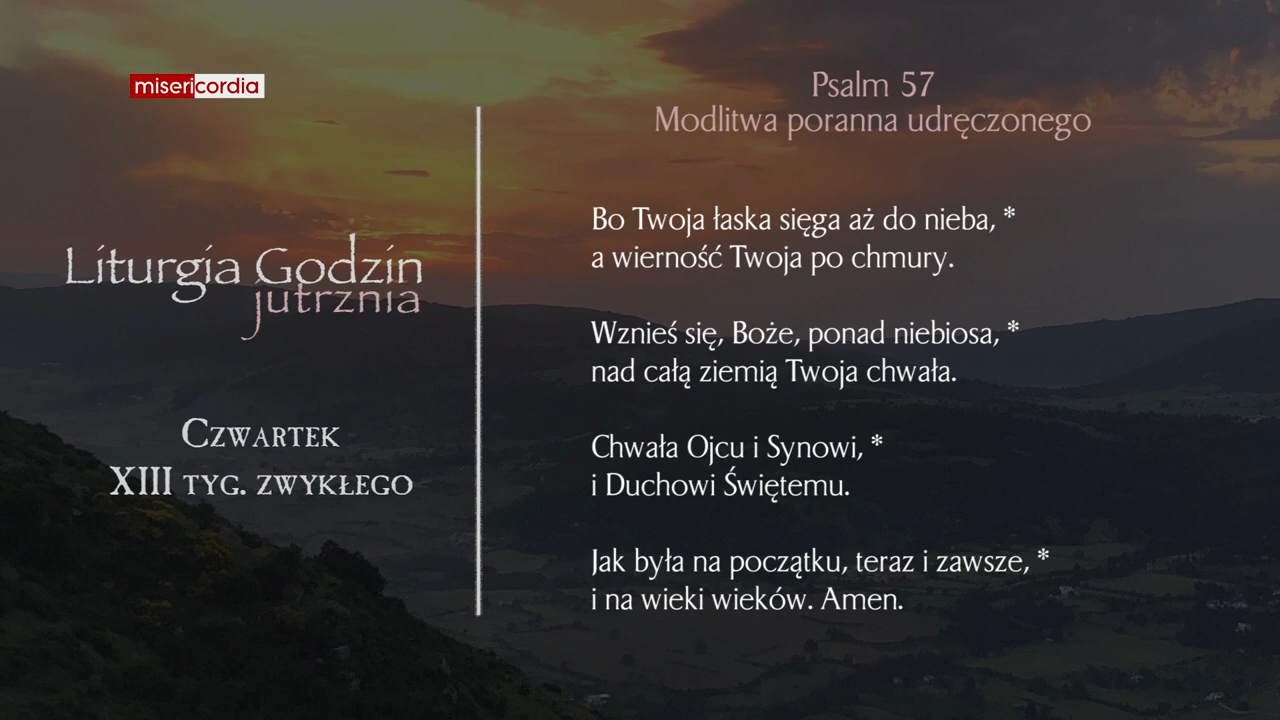 misericordia
Liturgia Godzin
jutrznia
Czwartek
XIII tyg. zwykłego
Psalm 57
Modlitwa poranna udręczonego
Bo Twoja łaska sięga aż do nieba, *
a wierność Twoja po chmury.
Wznieś się, Boże, ponad niebiosa, *
nad całą ziemią Twoja chwała.
Chwała Ojcu i Synowi, *
i Duchowi Świętemu.
Jak była na początku, teraz i zawsze, *
i na wieki wieków. Amen.